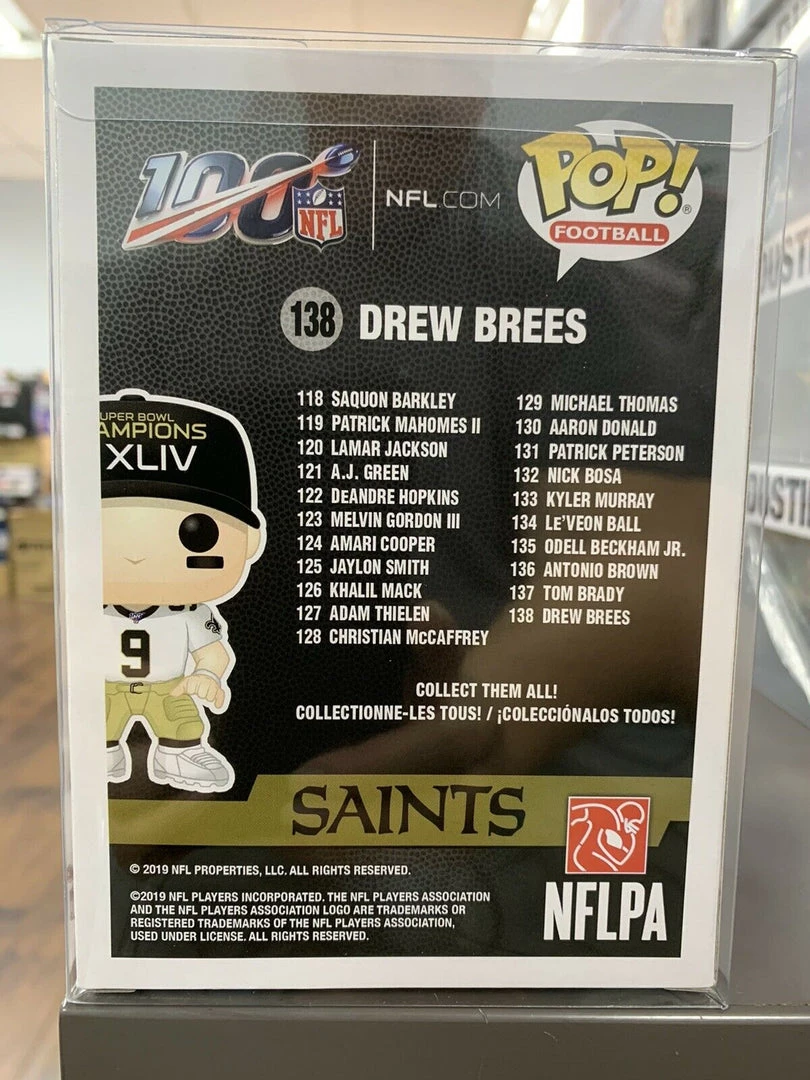 100
NFL
NFL.COM
POP!
®
FOOTBALL
138 DREW BREES
118 SAQUON BARKLEY
119 PATRICK MAHOMES II
120 LAMAR JACKSON
121 A.J. GREEN
122 DEANDRE HOPKINS
123 MELVIN GORDON III
124 AMARI COOPER
125 JAYLON SMITH
126 KHALIL MACK
127 ADAM THIELEN
128 CHRISTIAN McCAFFREY
129 MICHAEL THOMAS
130 AARON DONALD
131 PATRICK PETERSON
132 NICK BOSA
133 KYLER MURRAY
134 LE'VEON BALL
135 ODELL BECKHAM JR.
136 ANTONIO BROWN
137 TOM BRADY
138 DREW BREES
UPER BOWL
AMPIONS
XLIV
9
COLLECT THEM ALL!
COLLECTIONNE-LES TOUS! / ¡COLECCIÓNALOS TODOS!
SAINTS
© 2019 NFL PROPERTIES, LLC. ALL RIGHTS RESERVED.
©2019 NFL PLAYERS INCORPORATED. THE NFL PLAYERS ASSOCIATION
AND THE NFL PLAYERS ASSOCIATION LOGO ARE TRADEMARKS OR
REGISTERED TRADEMARKS OF THE NFL PLAYERS ASSOCIATION,
USED UNDER LICENSE. ALL RIGHTS RESERVED.
NFLPA